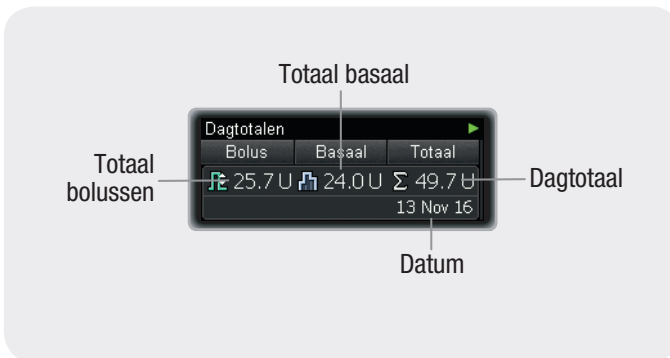 Totaal basaal
Dagtotalen
Bolus Basaal Totaal
Totaal
bolussen
25.7 U 24.0 U Σ 49.7 U
Dagtotaal
13 Nov 16
Datum